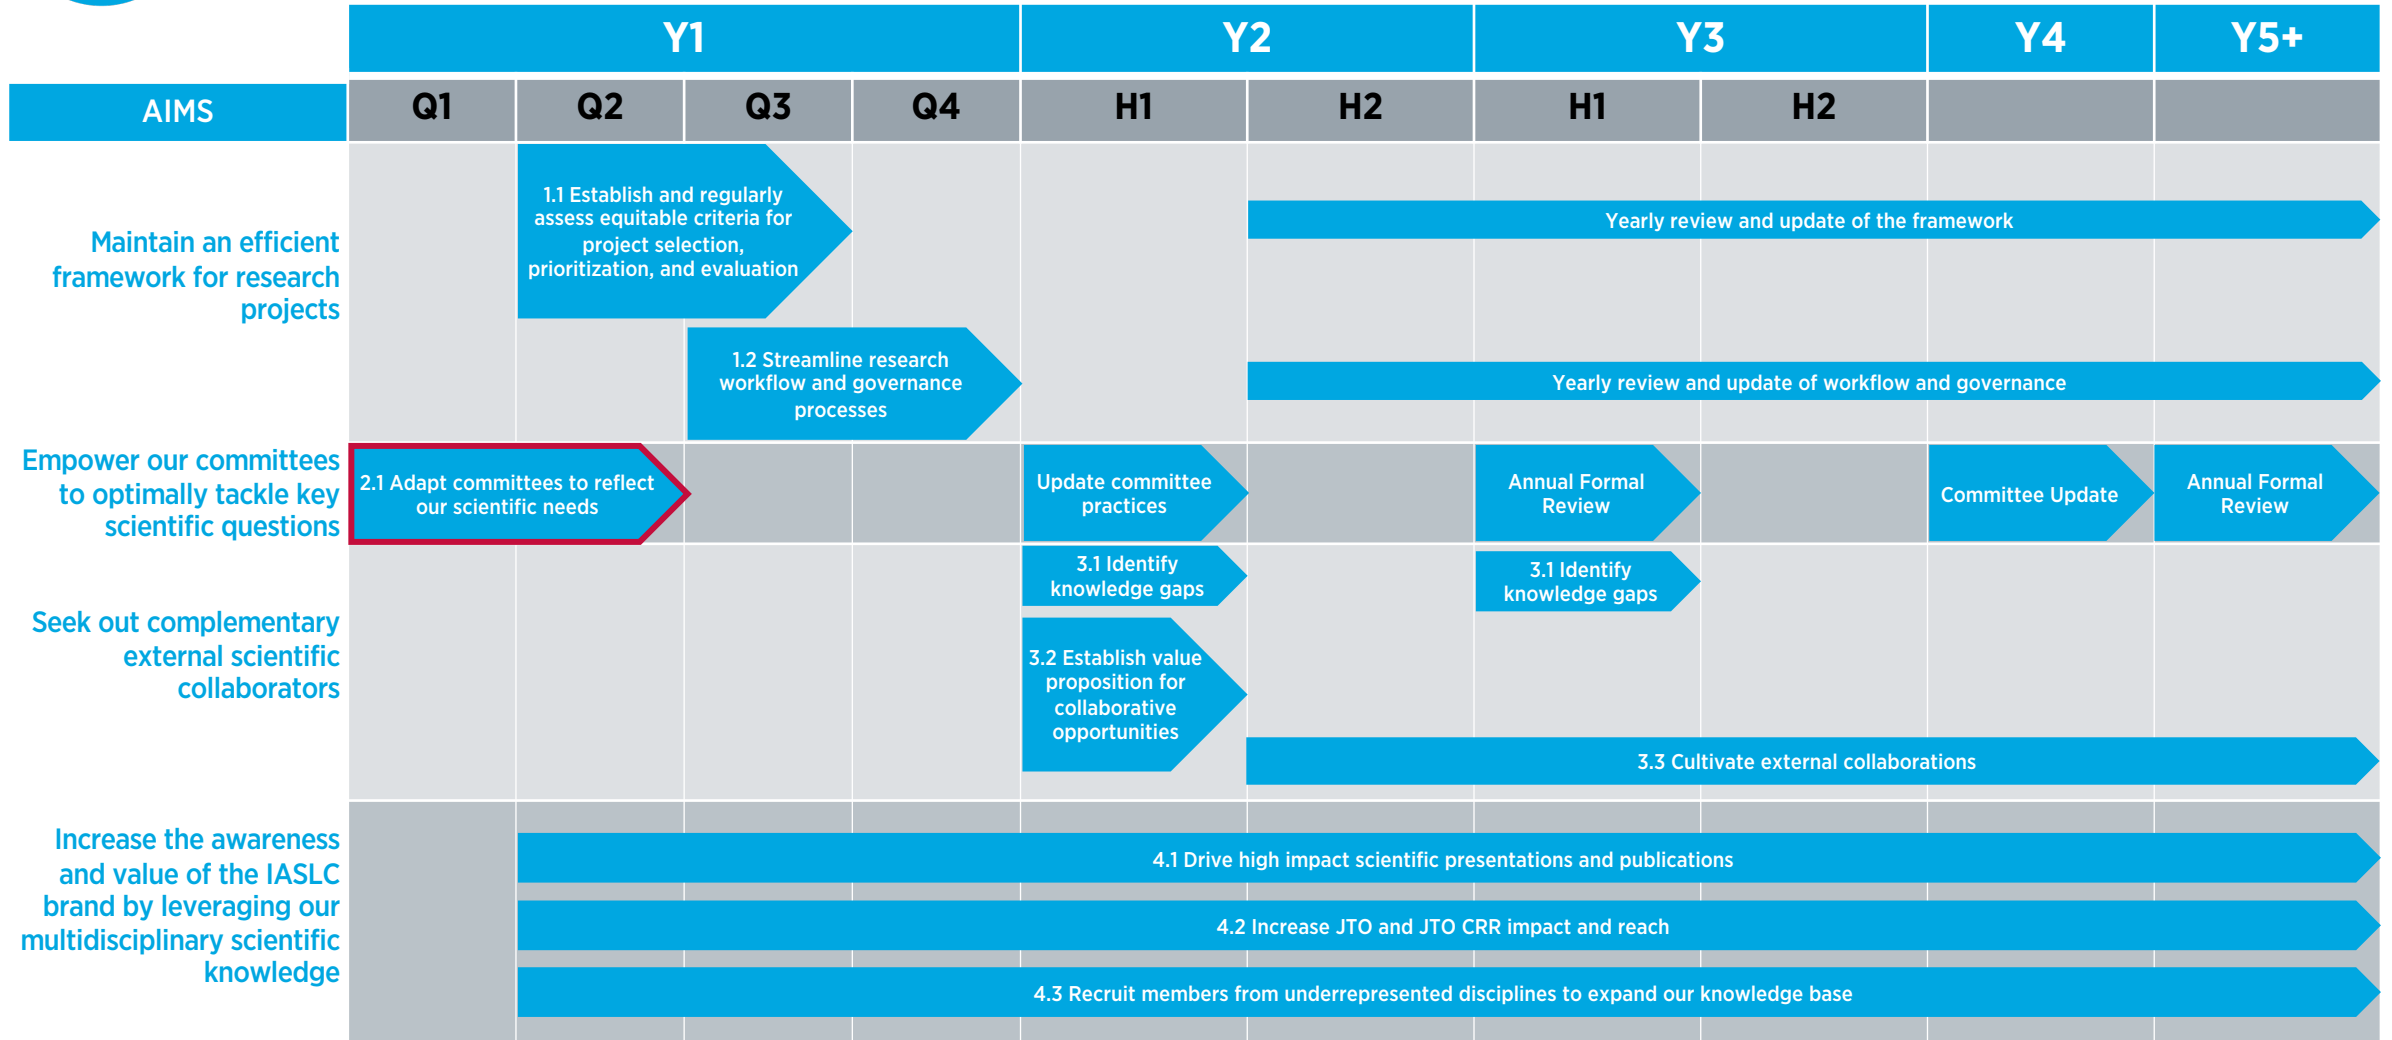 Y1
Y2
Y3
Y4
Y5+
AIMS
Q1
Q2
Q3
Q4
H1
H2
H1
H2
Maintain an efficient
framework for research
projects
1.1 Establish and regularly
assess equitable criteria for
project selection,
prioritization, and evaluation
Yearly review and update of the framework
1.2 Streamline research
workflow and governance
processes
Yearly review and update of workflow and governance
Empower our committees
to optimally tackle key
scientific questions
2.1 Adapt committees to reflect
our scientific needs
Update committee
practices
Annual Formal
Review
Committee Update
Annual Formal
Review
Seek out complementary
external scientific
collaborators
3.1 Identify
knowledge gaps
3.1 Identify
knowledge gaps
3.2 Establish value
proposition for
collaborative
opportunities
3.3 Cultivate external collaborations
Increase the awareness
and value of the IASLC
brand by leveraging our
multidisciplinary scientific
knowledge
4.1 Drive high impact scientific presentations and publications
4.2 Increase JTO and JTO CRR impact and reach
4.3 Recruit members from underrepresented disciplines to expand our knowledge base